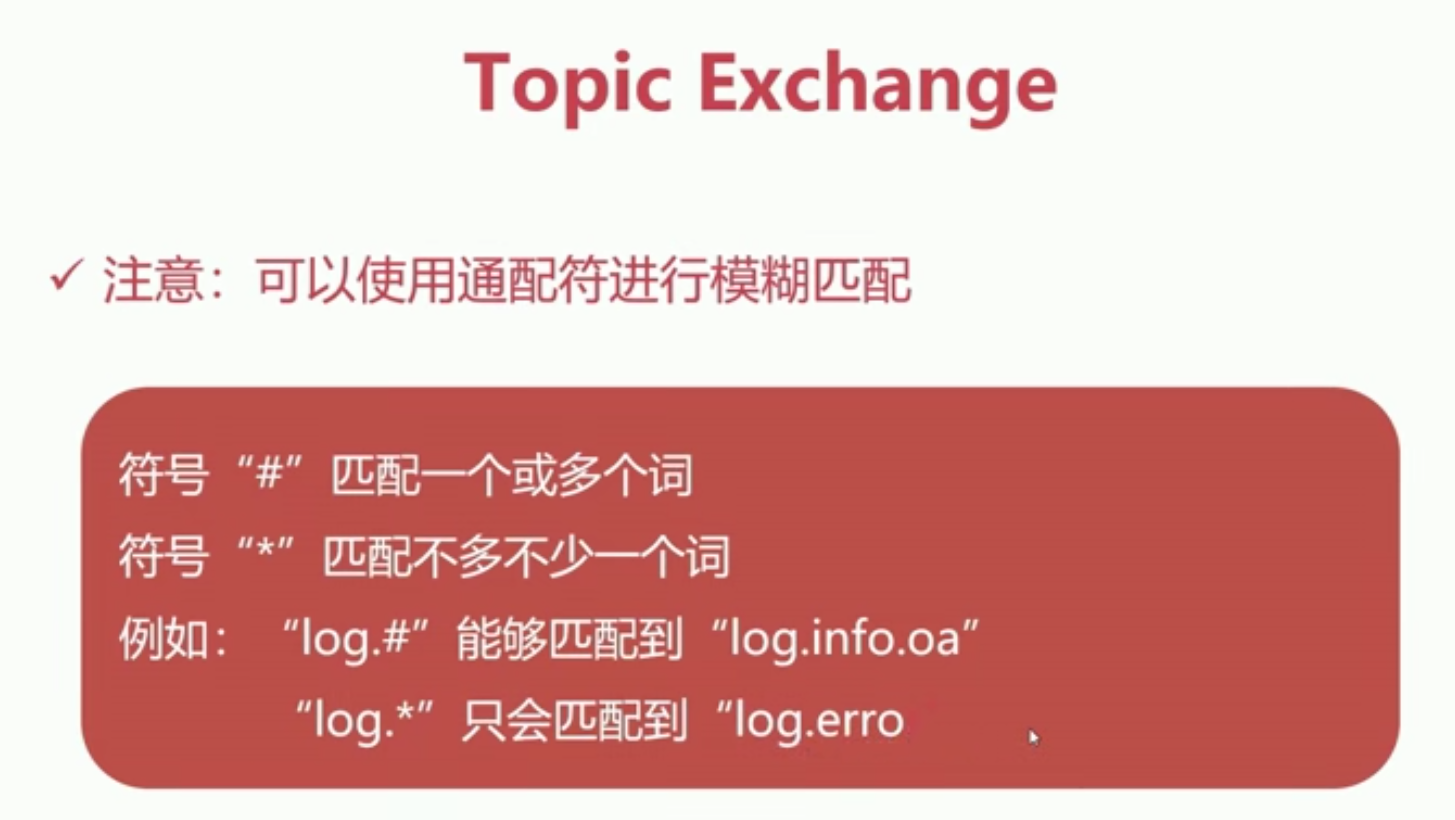 Topic Exchange
✓ 注意：可以使用通配符进行模糊匹配
符号“#”匹配一个或多个词
符号“*”匹配不多不少一个词
例如：“log.#”能够匹配到“log.info.oa”
“log.*”只会匹配到“log.erro